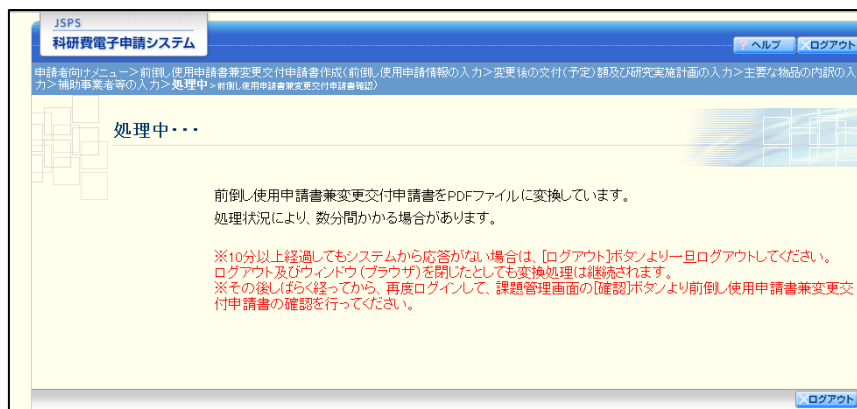 JSPS
科研費電子申請システム
? ヘルプ
×ログアウト
申請者向けメニュー＞前倒し使用申請書兼変更交付申請書作成（前倒し使用申請情報の入力＞変更後の交付（予定）額及び研究実施計画の入力＞主要な物品の内訳の入
力＞補助事業者等の入力＞処理中＞前倒し使用申請書兼変更交付申請書確認）
処理中・・・
前倒し使用申請書兼変更交付申請書をPDFファイルに変換しています。
処理状況により、数分間かかる場合があります。
※10分以上経過してもシステムから応答がない場合は、[ログアウト]ボタンより一旦ログアウトしてください。
ログアウト及びウィンドウ（ブラウザ）を閉じたとしても変換処理は継続されます。
※その後しばらく経ってから、再度ログインして、課題管理画面の[確認]ボタンより前倒し使用申請書兼変更交
付申請書の確認を行ってください。
×ログアウト